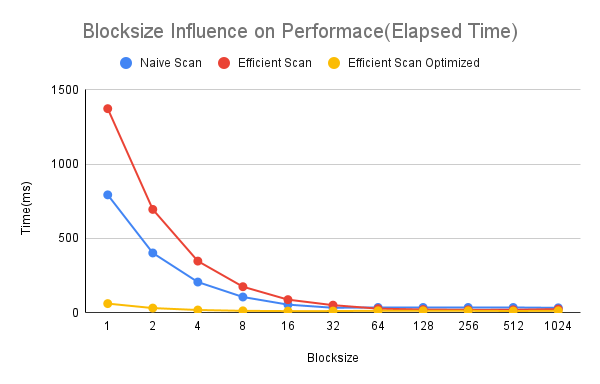 Blocksize Influence on Performace(Elapsed Time)
Naive Scan Efficient Scan Efficient Scan Optimized
1500
1000
500
0
Time(ms)
1 2 4 8 16 32 64 128 256 512 1024
Blocksize